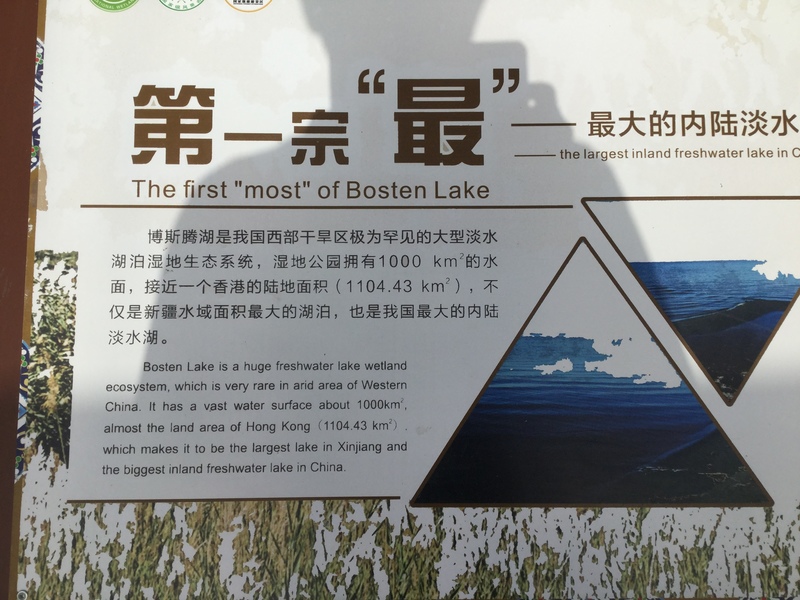 第一宗“最”
—— 最大的内陆淡水
The first "most" of Bosten Lake
—— the largest inland freshwater lake in C
博斯腾湖是我国西部干旱区极为罕见的大型淡水
湖泊湿地生态系统，湿地公园拥有1000 km²的水
面，接近一个香港的陆地面积（1104.43 km²），不
仅是新疆水域面积最大的湖泊，也是我国最大的内陆
淡水湖。
Bosten Lake is a huge freshwater lake wetland
ecosystem, which is very rare in arid area of Western
China. It has a vast water surface about 1000km²,
almost the land area of Hong Kong（1104.43 km²）.
which makes it to be the largest lake in Xinjiang and
the biggest inland freshwater lake in China.